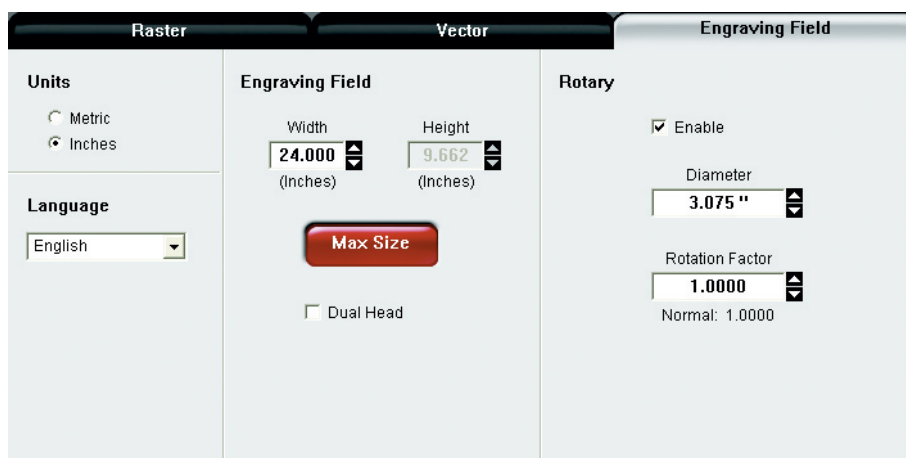 Raster
Vector
Engraving Field
Units
Metric
Inches
Language
English
Engraving Field
Width
Height
24.000
9.662
(Inches)
(Inches)
Max Size
Dual Head
Rotary
Enable
Diameter
3.075 "
Rotation Factor
1.0000
Normal: 1.0000